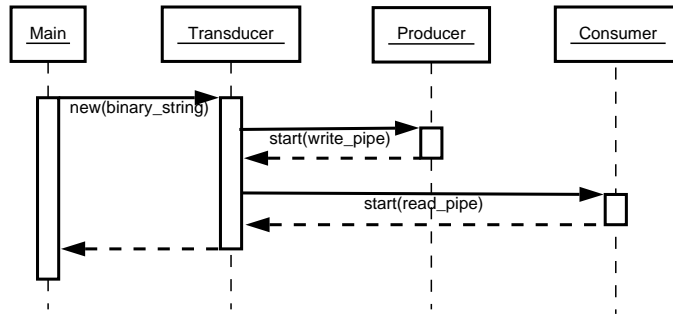 Main
Transducer
Producer
Consumer
new(binary_string)
start(write_pipe)
start(read_pipe)